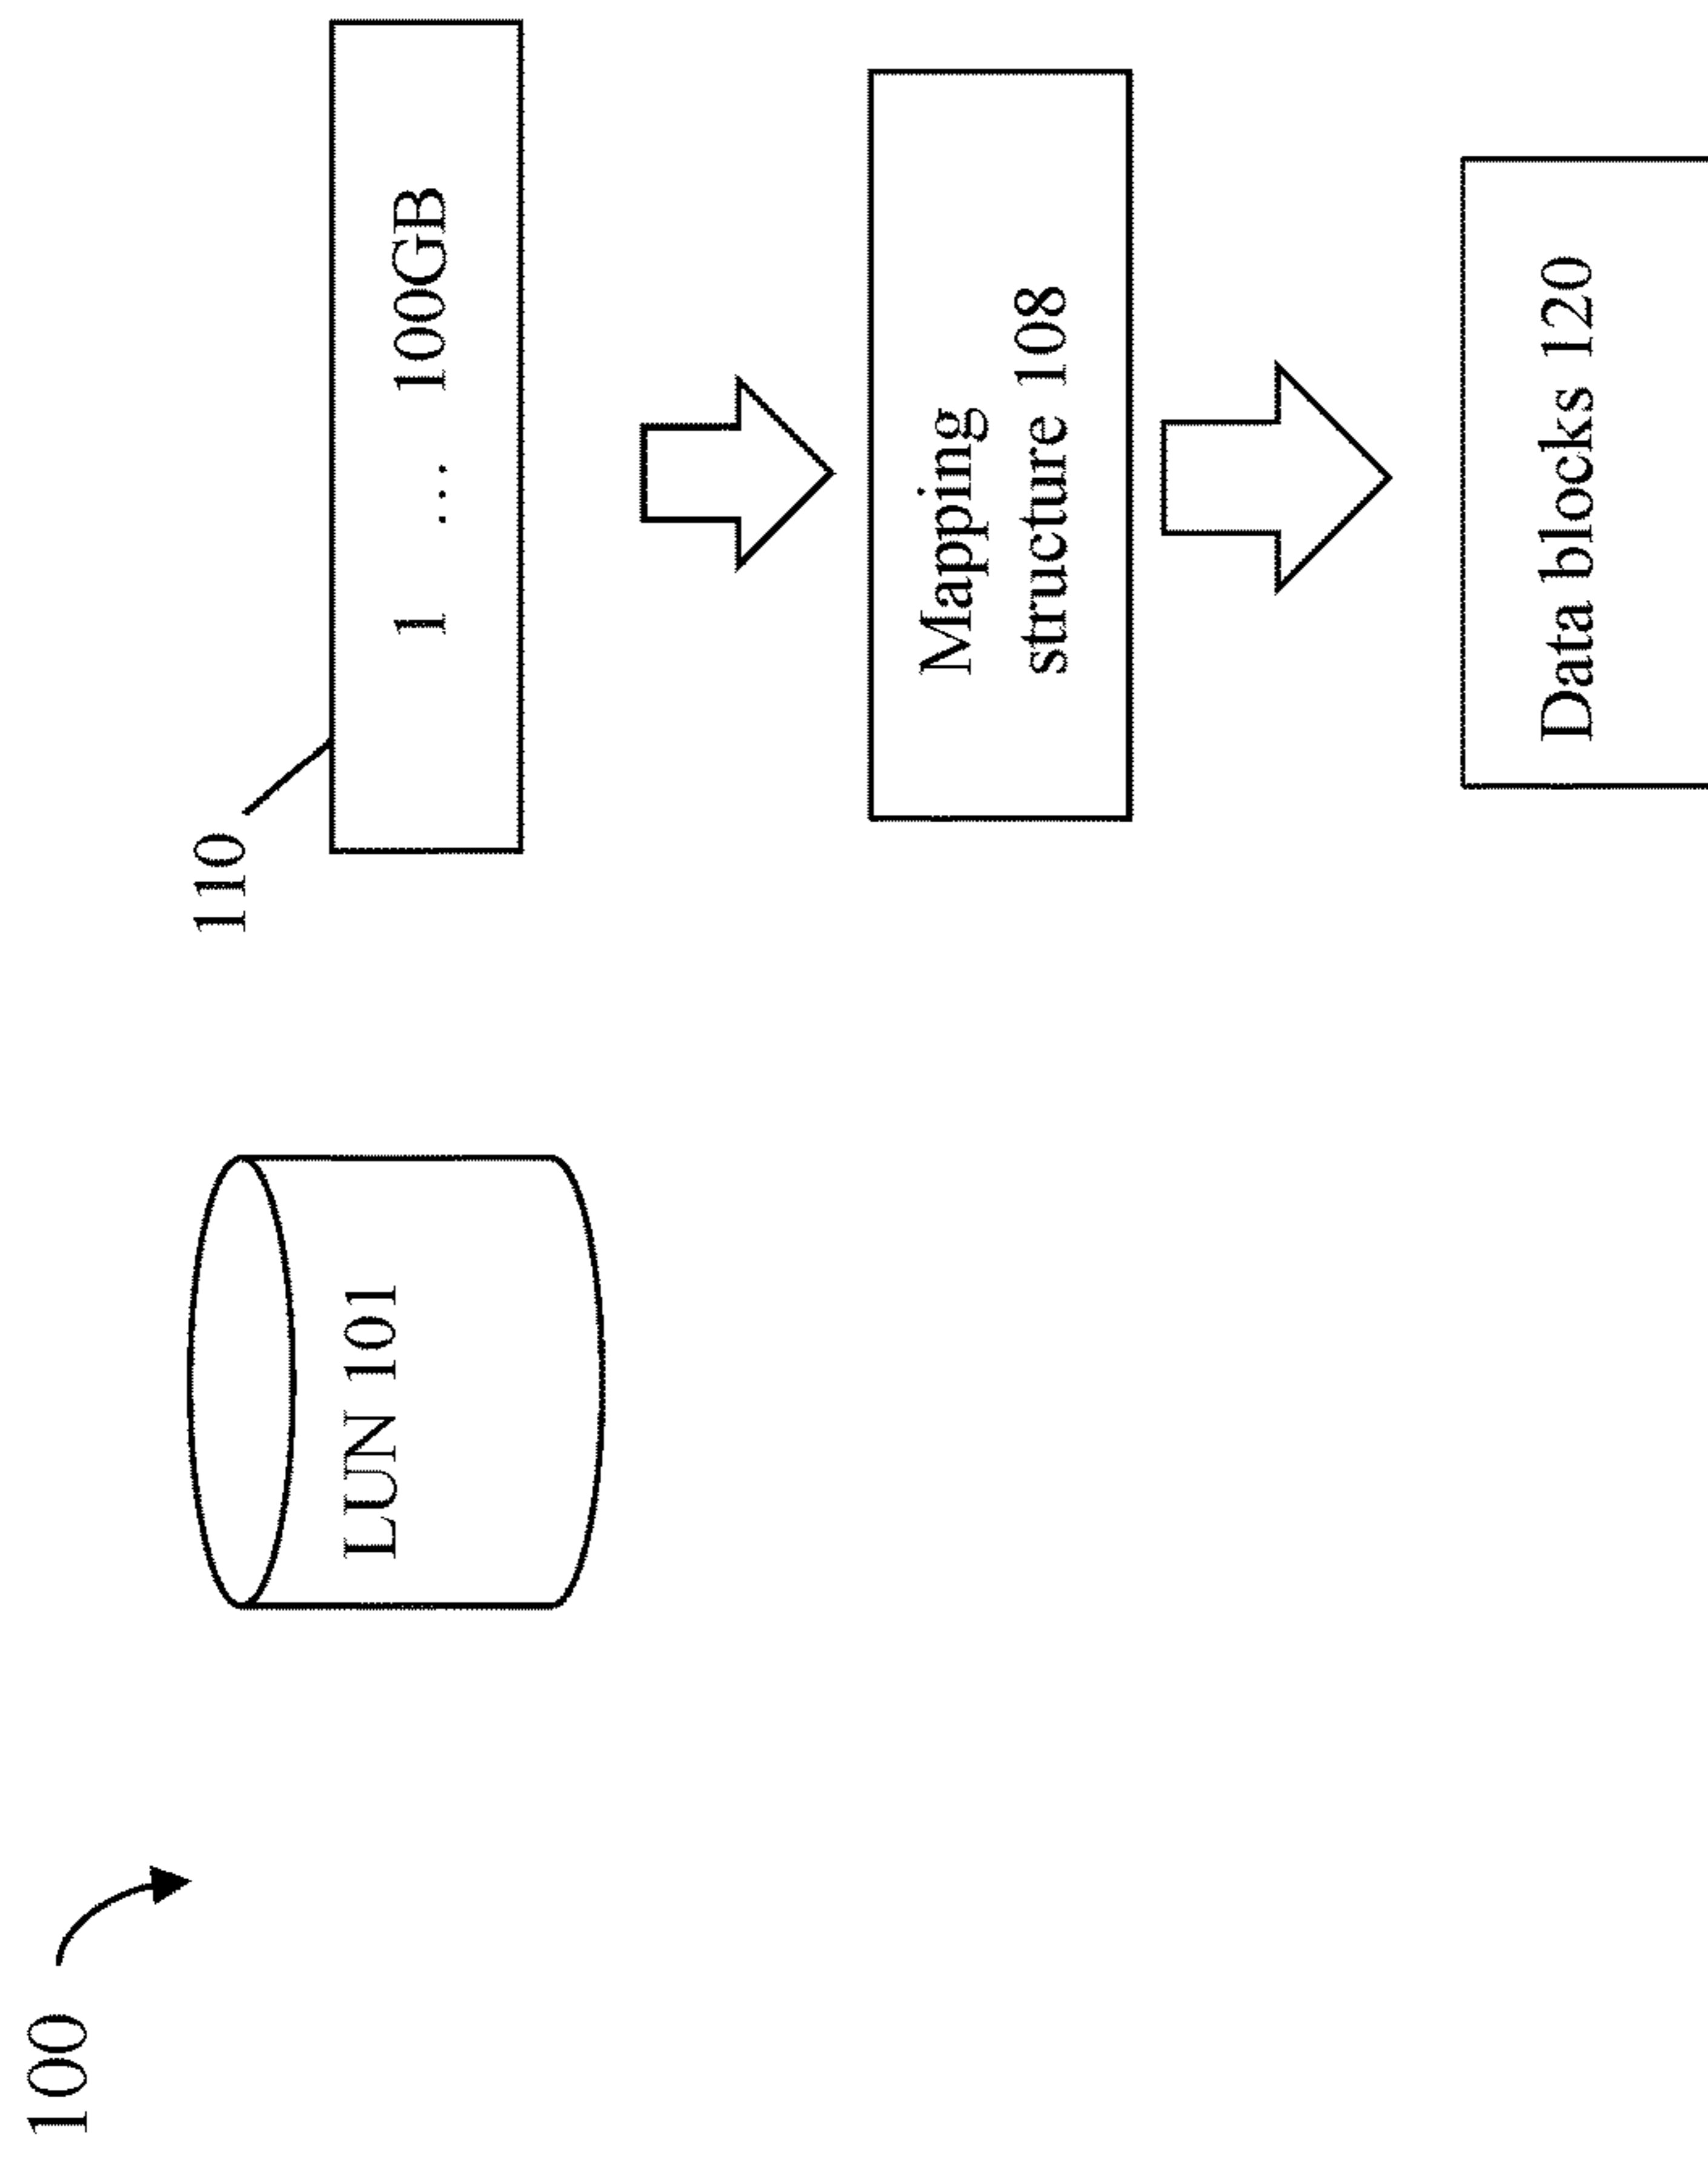 100
LUN 101
110
1 ... 100GB
Mapping
structure 108
Data blocks 120